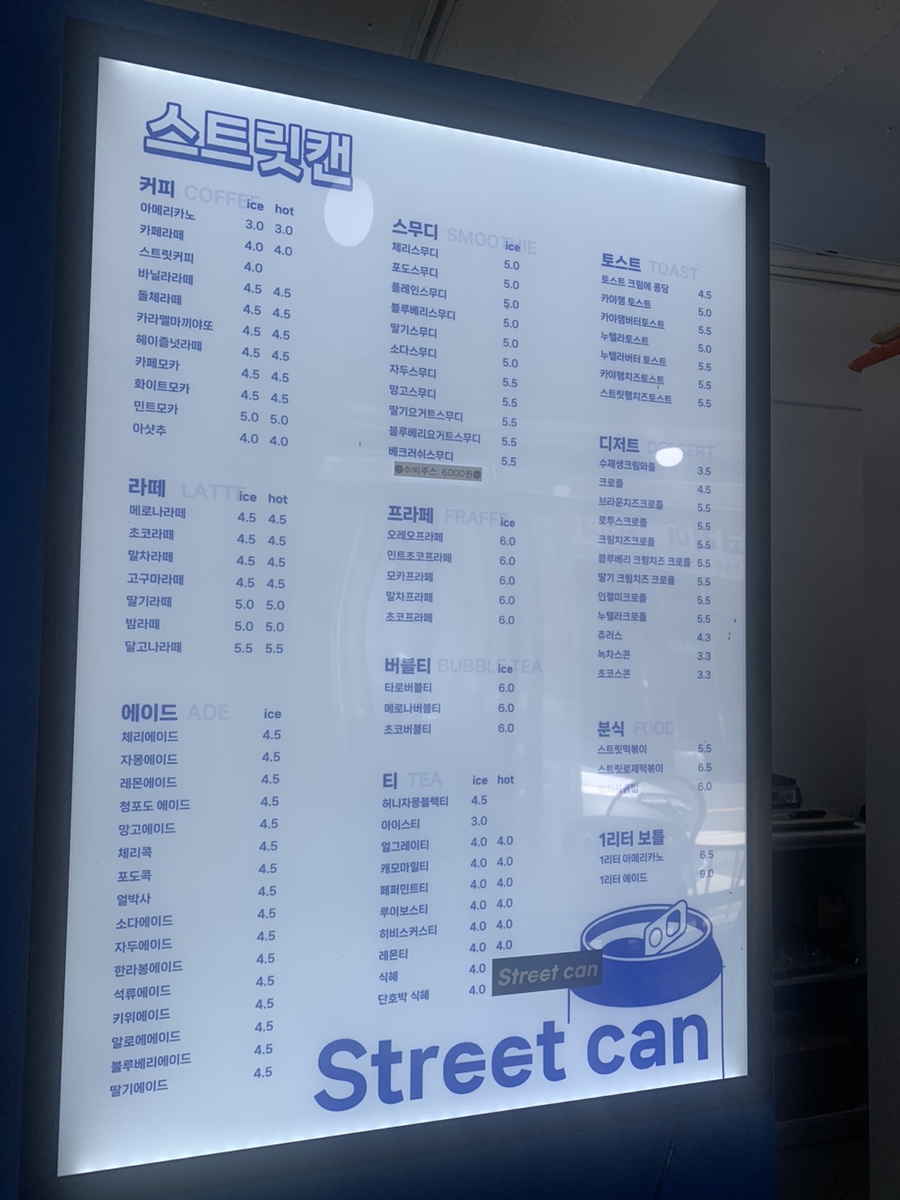 스트릿캔
커피 COFFEE ice hot
아메리카노 3.0 3.0
카페라떼 4.0 4.0
스트릿커피 4.0
바닐라라떼 4.5 4.5
돌체라떼 4.5 4.5
카라멜마끼야또 4.5 4.5
헤이즐넛라떼 4.5 4.5
카페모카 4.5 4.5
화이트모카 4.5 4.5
민트모카 5.0 5.0
아샷추 4.0 4.0
라떼 LATTE ice hot
메로나라떼 4.5 4.5
초코라떼 4.5 4.5
말차라떼 4.5 4.5
고구마라떼 4.5 4.5
딸기라떼 5.0 5.0
밤라떼 5.0 5.0
달고나라떼 5.5 5.5
에이드 ADE ice
체리에이드 4.5
자몽에이드 4.5
레몬에이드 4.5
청포도 에이드 4.5
망고에이드 4.5
체리콕 4.5
포도콕 4.5
얼박사 4.5
소다에이드 4.5
자두에이드 4.5
한라봉에이드 4.5
석류에이드 4.5
키위에이드 4.5
알로에에이드 4.5
블루베리에이드 4.5
딸기에이드 4.5
스무디 SMOOTHIE ice
체리스무디 5.0
포도스무디 5.0
플레인스무디 5.0
블루베리스무디 5.0
딸기스무디 5.0
소다스무디 5.0
자두스무디 5.5
망고스무디 5.5
딸기요거트스무디 5.5
블루베리요거트스무디 5.5
베크러쉬스무디 5.5
수박주스 6000원
프라페 FRAFFE ice
오레오프라페 6.0
민트초코프라페 6.0
모카프라페 6.0
말차프라페 6.0
초코프라페 6.0
버블티 BUBBLE TEA ice
타로버블티 6.0
메로나버블티 6.0
초코버블티 6.0
티 TEA ice hot
허니자몽블랙티 4.5
아이스티 3.0
얼그레이티 4.0 4.0
캐모마일티 4.0 4.0
페퍼민트티 4.0 4.0
루이보스티 4.0 4.0
히비스커스티 4.0 4.0
레몬티 4.0 4.0
식혜 4.0
단호박 식혜 4.0
토스트 TOAST
토스트 크림에 퐁당 4.5
카야잼 토스트 5.0
카야잼버터토스트 5.5
누텔라토스트 5.0
누텔라버터 토스트 5.5
카야햄치즈토스트 5.5
스트릿햄치즈토스트 5.5
디저트 DESSERT
수제생크림와플 3.5
크로플 4.5
브라운치즈크로플 5.5
로투스크로플 5.5
크림치즈크로플 5.5
블루베리 크림치즈 크로플 5.5
딸기 크림치즈 크로플 5.5
인절미크로플 5.5
누텔라크로플 5.5
츄러스 4.3
녹차스콘 3.3
초코스콘 3.3
분식 FOOD
스트릿떡볶이 5.5
스트릿로제떡볶이 6.5
6.0
1리터 보틀
1리터 아메리카노 6.5
1리터 에이드 9.0
Street can
Street can